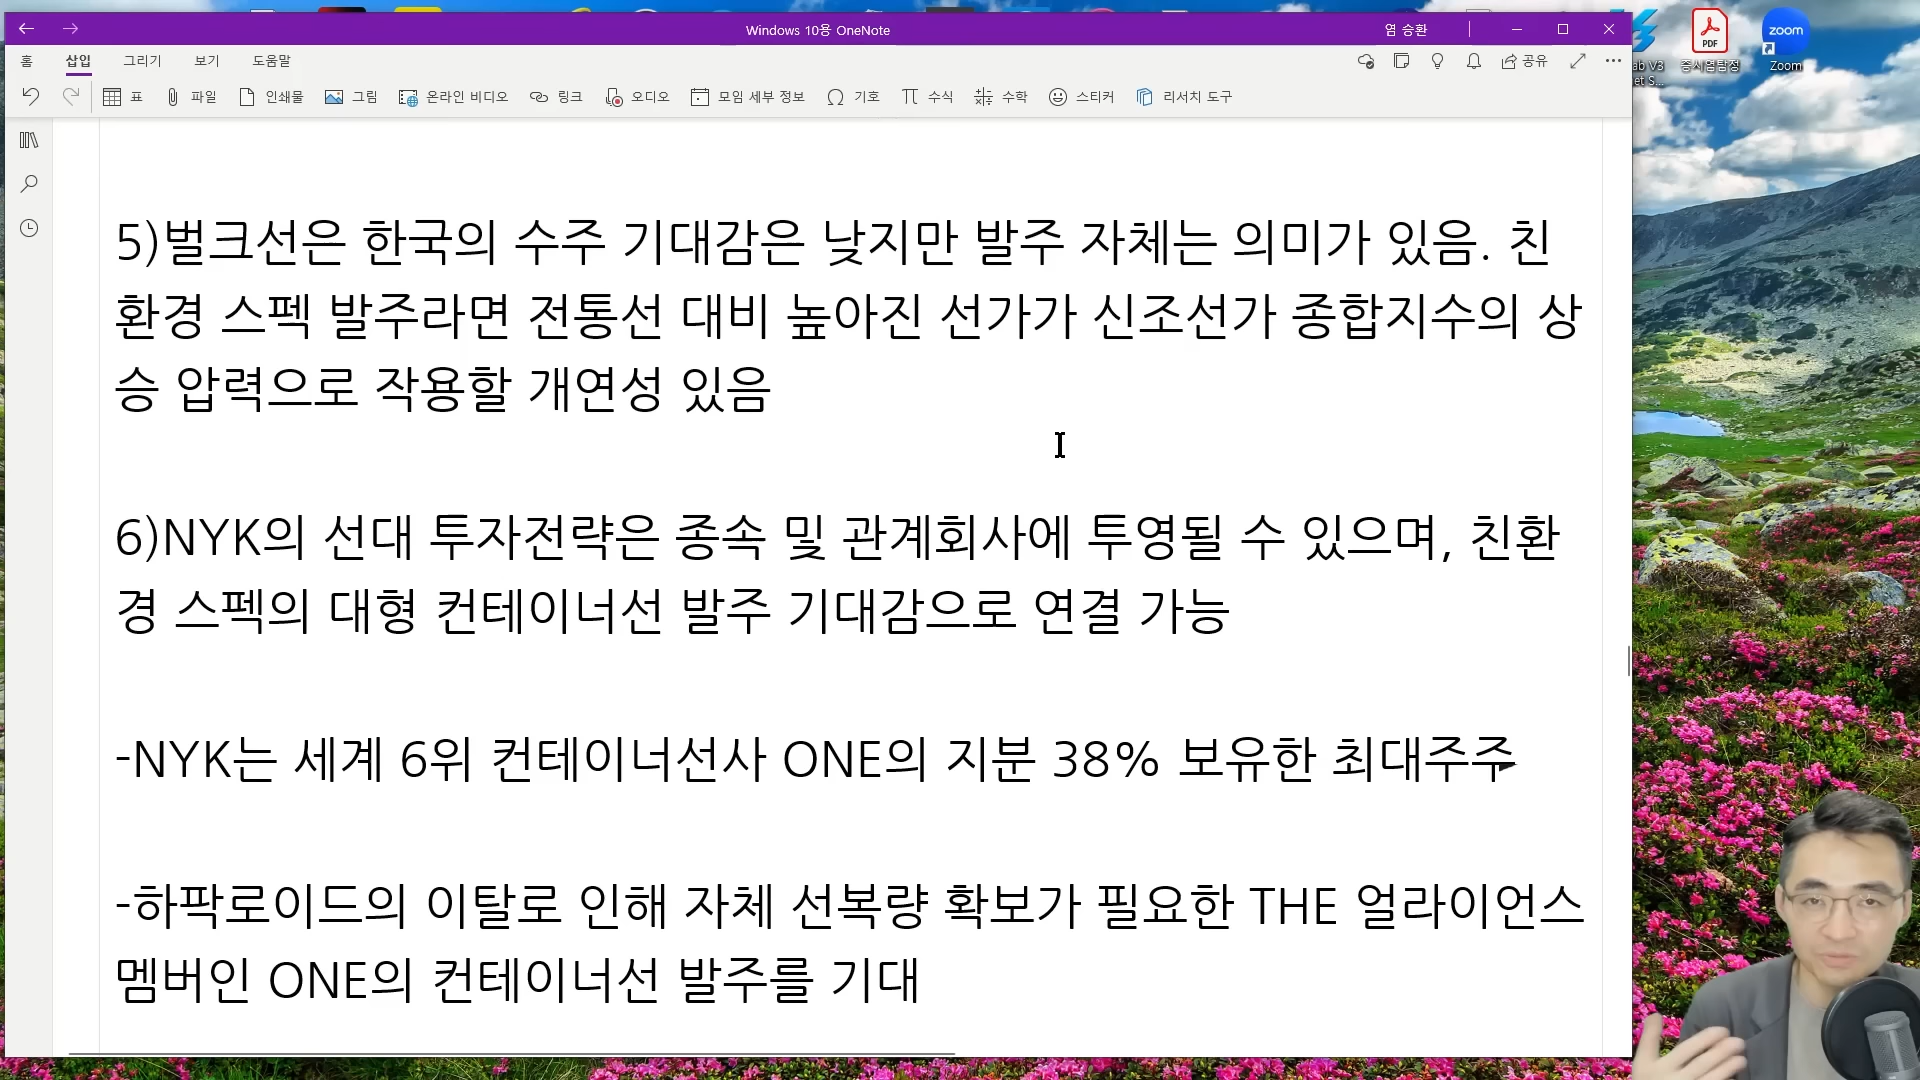 Windows 10용 OneNote
염 승환
홈 삽입 그리기 보기 도움말
공유
표 파일 인쇄물 그림 온라인 비디오 링크 오디오 모임 세부 정보 기호 수식 수학 스티커 리서치 도구
PDF
zoom
ab V3
et S...
Zoom
5)벌크선은 한국의 수주 기대감은 낮지만 발주 자체는 의미가 있음. 친
환경 스펙 발주라면 전통선 대비 높아진 선가가 신조선가 종합지수의 상
승 압력으로 작용할 개연성 있음
6)NYK의 선대 투자전략은 종속 및 관계회사에 투영될 수 있으며, 친환
경 스펙의 대형 컨테이너선 발주 기대감으로 연결 가능
-NYK는 세계 6위 컨테이너선사 ONE의 지분 38% 보유한 최대주주
-하팍로이드의 이탈로 인해 자체 선복량 확보가 필요한 THE 얼라이언스
멤버인 ONE의 컨테이너선 발주를 기대